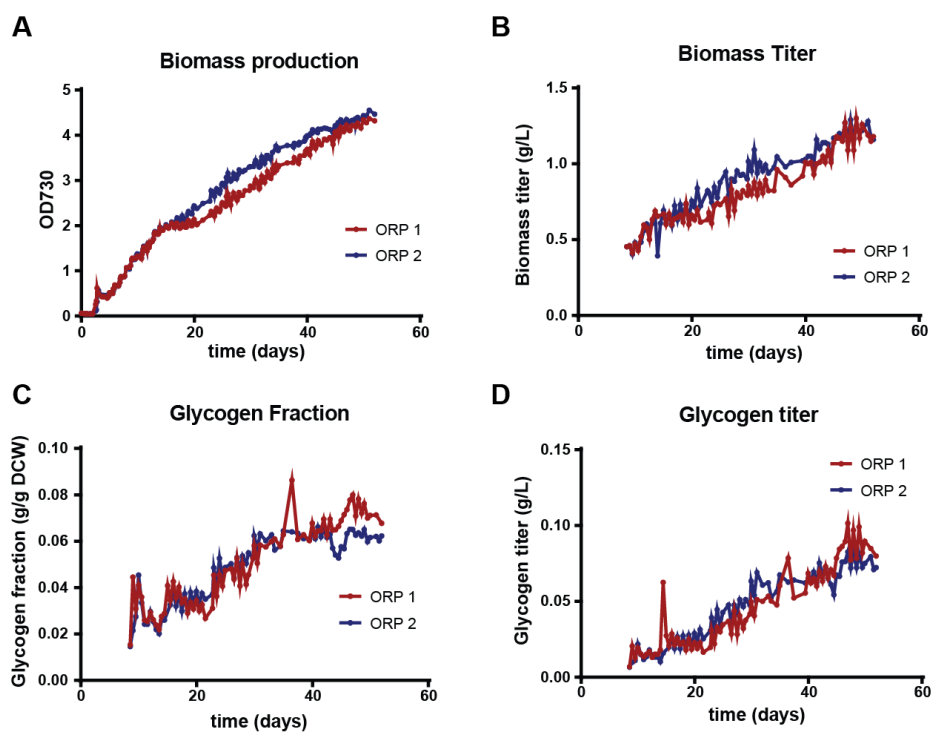 A
Biomass production
OD730
5
4
3
2
1
0
0 20 40 60
time (days)
ORP 1
ORP 2
B
Biomass Titer
Biomass titer (g/L)
1.5
1.0
0.5
0.0
0 20 40 60
time (days)
ORP 1
ORP 2
C
Glycogen Fraction
Glycogen fraction (g/g DCW)
0.10
0.08
0.06
0.04
0.02
0.00
0 20 40 60
time (days)
ORP 1
ORP 2
D
Glycogen titer
Glycogen titer (g/L)
0.15
0.10
0.05
0.00
0 20 40 60
time (days)
ORP 1
ORP 2